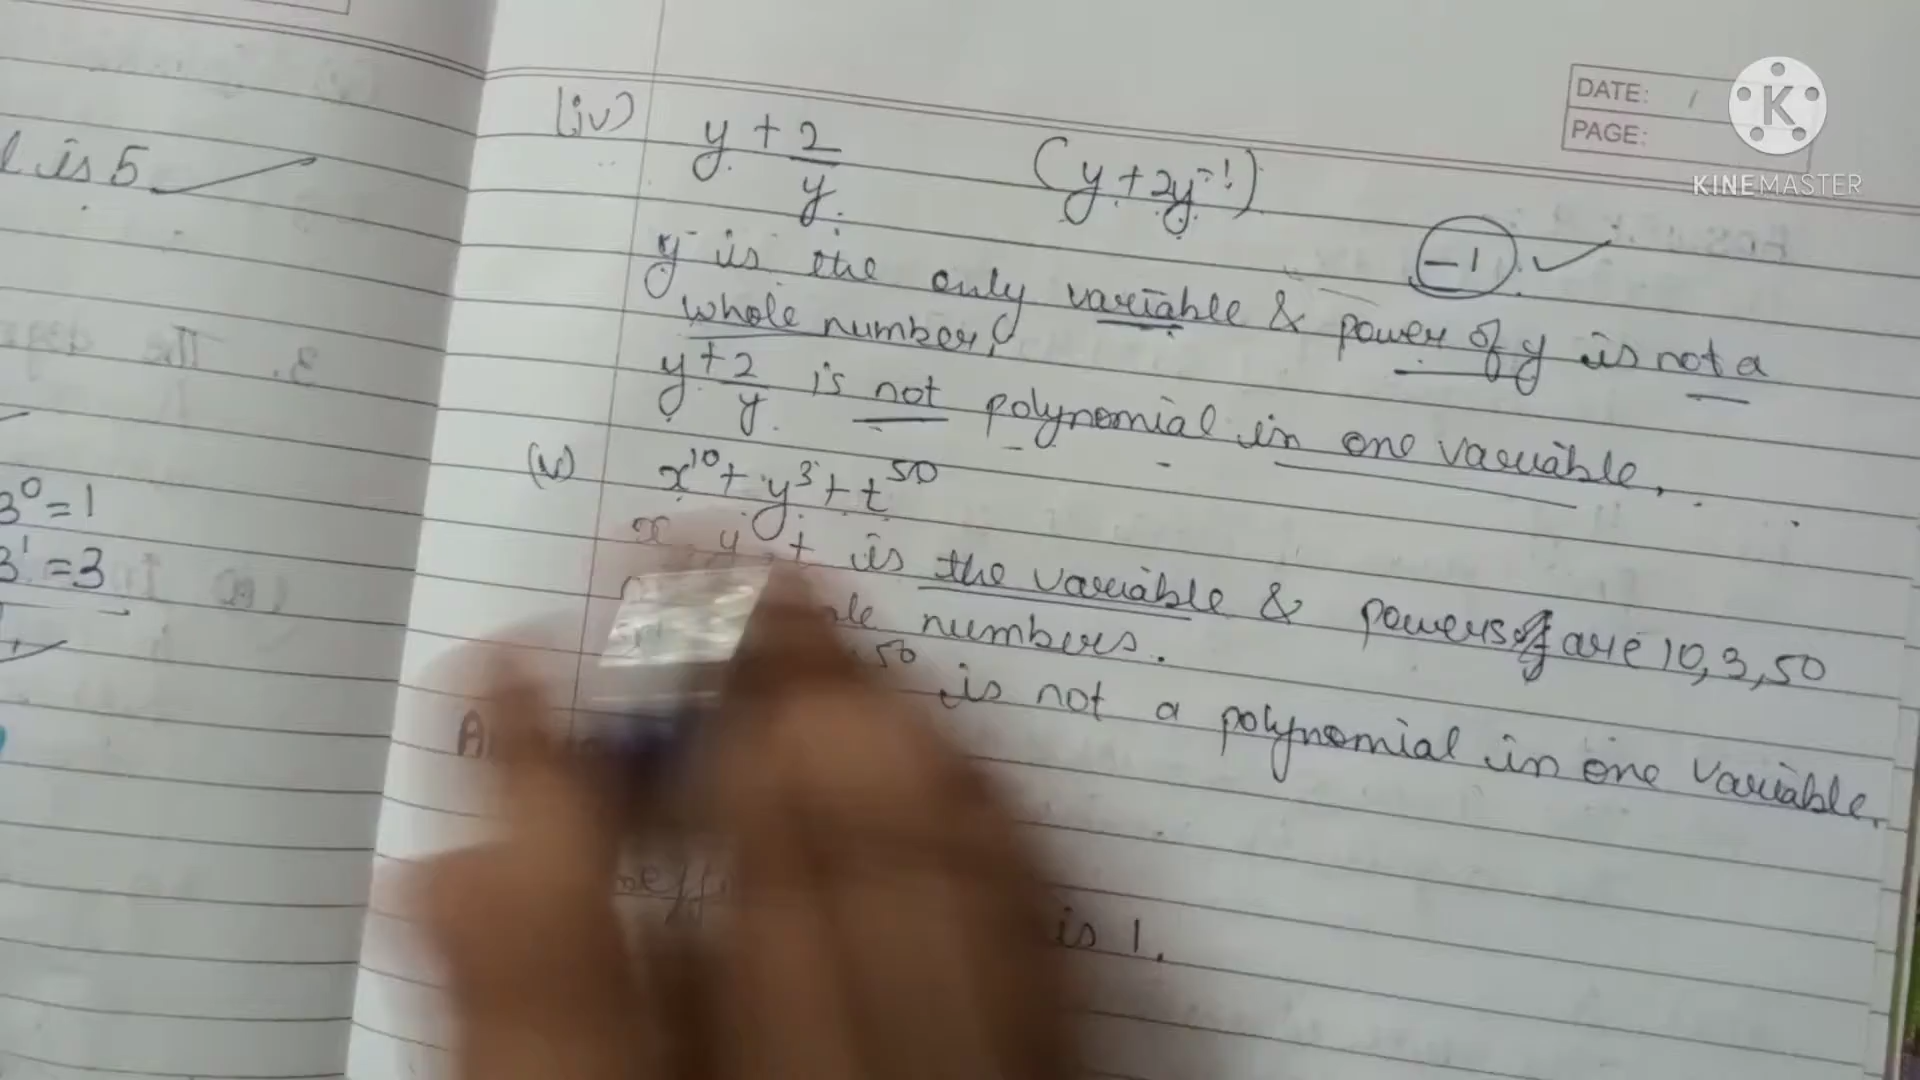 l is 5
3⁰ = 1
3¹ = 3
DATE:
PAGE:
KINEMASTER
(iv) y + 2/y (y + 2y⁻¹)
-1
y is the only variable & power of y is not a
whole number,
y + 2/y is not polynomial in one variable.
(v) x¹⁰ + y³ + t⁵⁰
x, y, t is the variable & powers of are 10, 3, 50
numbers.
50 is not a polynomial in one variable.
is 1.